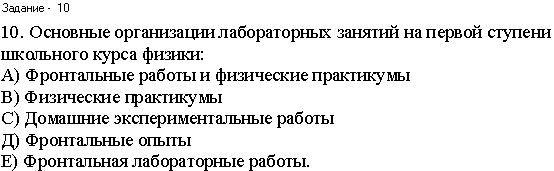 Задание - 10
10. Основные организации лабораторных занятий на первой ступени
школьного курса физики:
А) Фронтальные работы и физические практикумы
В) Физические практикумы
С) Домашние экспериментальные работы
Д) Фронтальные опыты
Е) Фронтальная лабораторные работы.